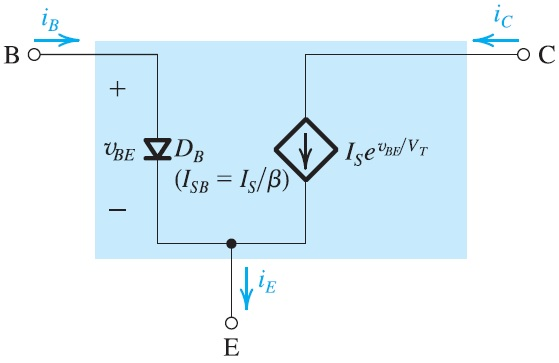 i_B
i_C
B
C
+
v_BE
D_B
I_S e^{v_BE/V_T}
(I_SB = I_S/β)
−
i_E
E